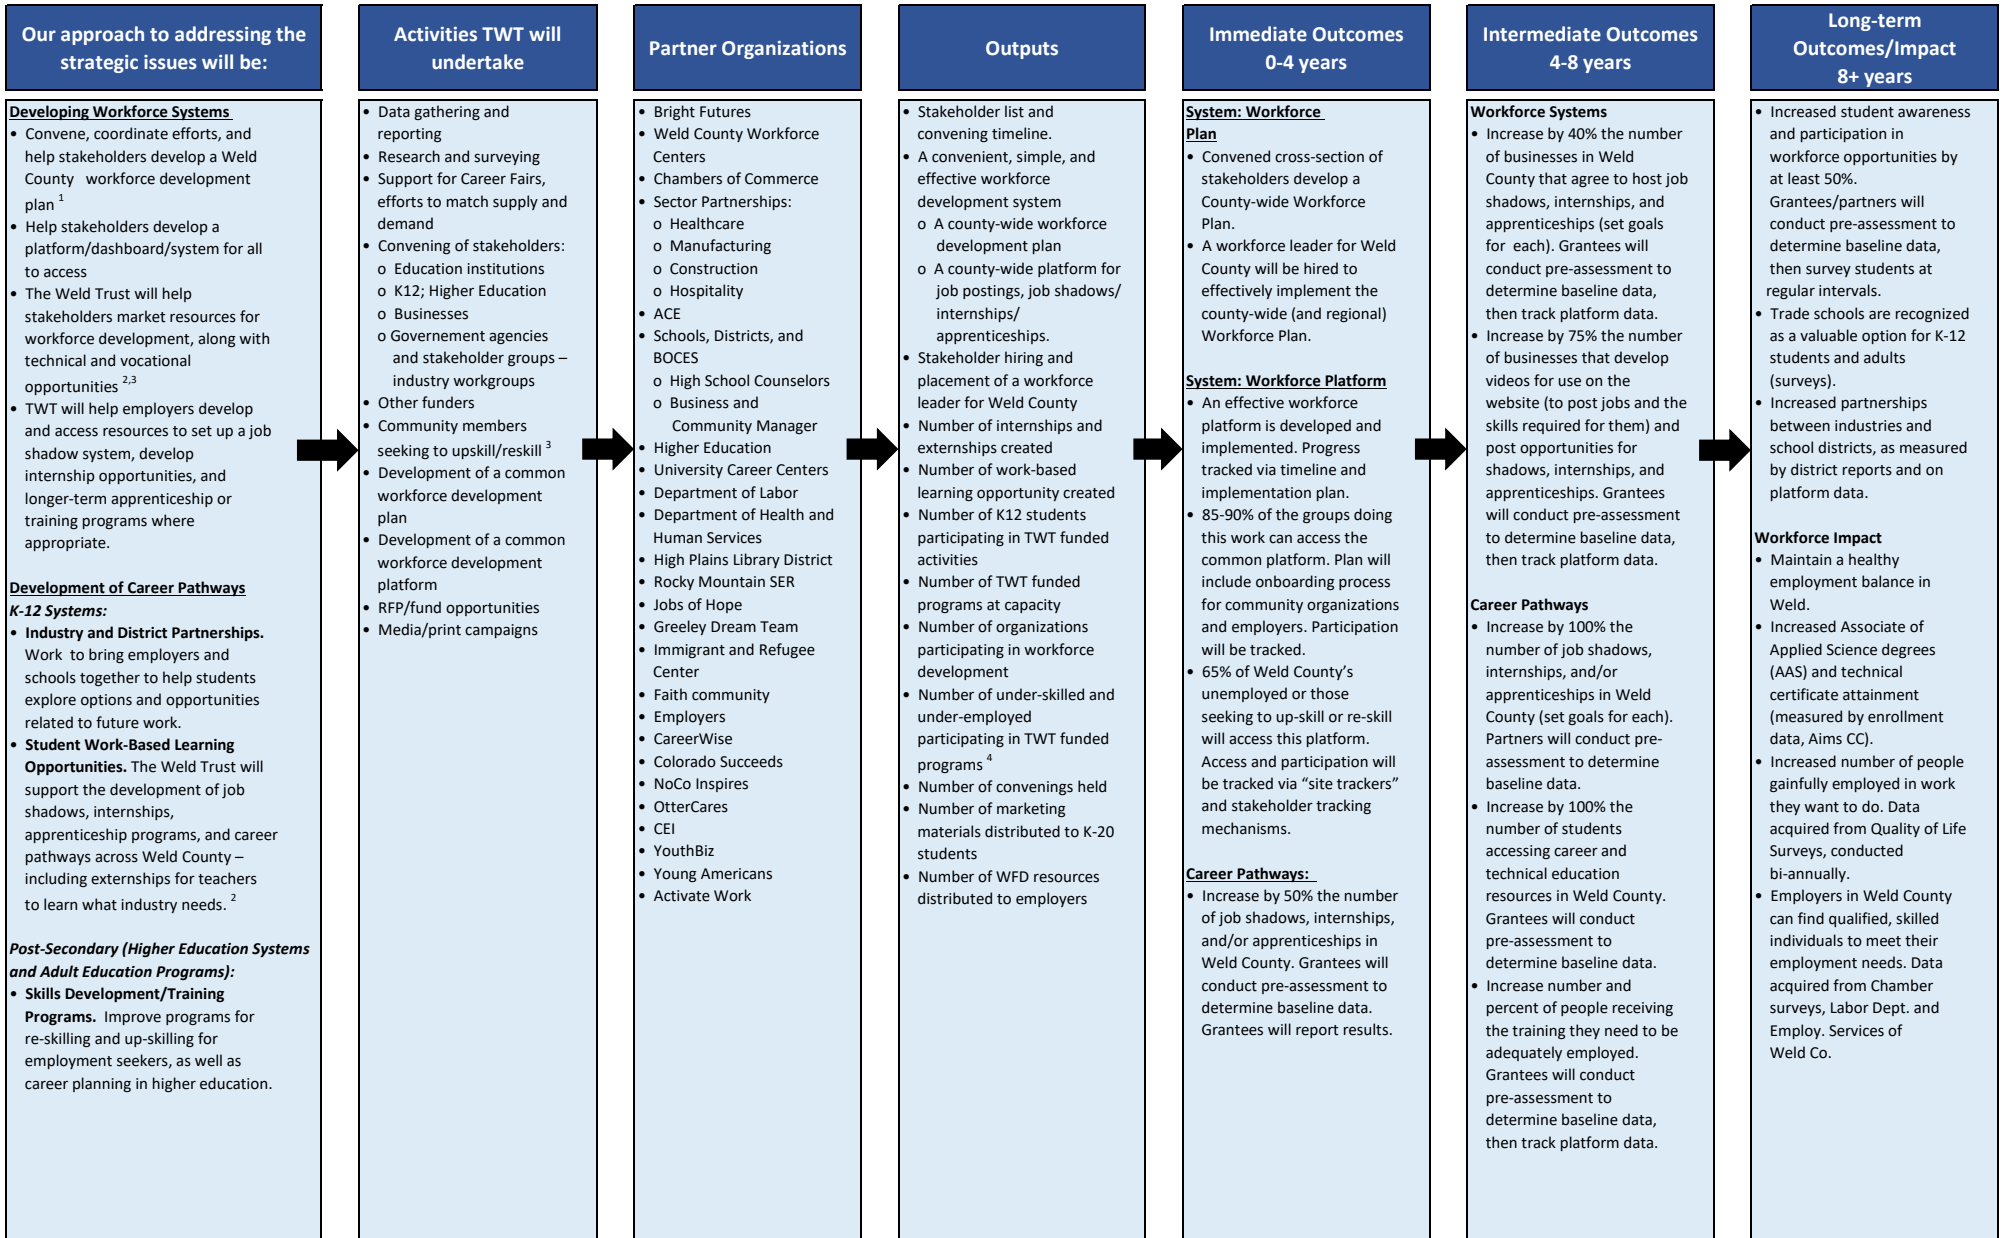 Our approach to addressing the
strategic issues will be:
Developing Workforce Systems
• Convene, coordinate efforts, and
help stakeholders develop a Weld
County workforce development
plan 1
• Help stakeholders develop a
platform/dashboard/system for all
to access
• The Weld Trust will help
stakeholders market resources for
workforce development, along with
technical and vocational
opportunities 2,3
• TWT will help employers develop
and access resources to set up a job
shadow system, develop
internship opportunities, and
longer-term apprenticeship or
training programs where
appropriate.
Development of Career Pathways
K-12 Systems:
• Industry and District Partnerships.
Work to bring employers and
schools together to help students
explore options and opportunities
related to future work.
• Student Work-Based Learning
Opportunities. The Weld Trust will
support the development of job
shadows, internships,
apprenticeship programs, and career
pathways across Weld County –
including externships for teachers
to learn what industry needs. 2
Post-Secondary (Higher Education Systems
and Adult Education Programs):
• Skills Development/Training
Programs. Improve programs for
re-skilling and up-skilling for
employment seekers, as well as
career planning in higher education.
Activities TWT will
undertake
• Data gathering and
reporting
• Research and surveying
• Support for Career Fairs,
efforts to match supply and
demand
• Convening of stakeholders:
o Education institutions
o K12; Higher Education
o Businesses
o Governement agencies
and stakeholder groups –
industry workgroups
• Other funders
• Community members
seeking to upskill/reskill 3
• Development of a common
workforce development
plan
• Development of a common
workforce development
platform
• RFP/fund opportunities
• Media/print campaigns
Partner Organizations
• Bright Futures
• Weld County Workforce
Centers
• Chambers of Commerce
• Sector Partnerships:
o Healthcare
o Manufacturing
o Construction
o Hospitality
• ACE
• Schools, Districts, and
BOCES
o High School Counselors
o Business and
Community Manager
• Higher Education
• University Career Centers
• Department of Labor
• Department of Health and
Human Services
• High Plains Library District
• Rocky Mountain SER
• Jobs of Hope
• Greeley Dream Team
• Immigrant and Refugee
Center
• Faith community
• Employers
• CareerWise
• Colorado Succeeds
• NoCo Inspires
• OtterCares
• CEI
• YouthBiz
• Young Americans
• Activate Work
Outputs
• Stakeholder list and
convening timeline.
• A convenient, simple, and
effective workforce
development system
o A county-wide workforce
development plan
o A county-wide platform for
job postings, job shadows/
internships/
apprenticeships.
• Stakeholder hiring and
placement of a workforce
leader for Weld County
• Number of internships and
externships created
• Number of work-based
learning opportunity created
• Number of K12 students
participating in TWT funded
activities
• Number of TWT funded
programs at capacity
• Number of organizations
participating in workforce
development
• Number of under-skilled and
under-employed
participating in TWT funded
programs 4
• Number of convenings held
• Number of marketing
materials distributed to K-20
students
• Number of WFD resources
distributed to employers
Immediate Outcomes
0-4 years
System: Workforce
Plan
• Convened cross-section of
stakeholders develop a
County-wide Workforce
Plan.
• A workforce leader for Weld
County will be hired to
effectively implement the
county-wide (and regional)
Workforce Plan.
System: Workforce Platform
• An effective workforce
platform is developed and
implemented. Progress
tracked via timeline and
implementation plan.
• 85-90% of the groups doing
this work can access the
common platform. Plan will
include onboarding process
for community organizations
and employers. Participation
will be tracked.
• 65% of Weld County’s
unemployed or those
seeking to up-skill or re-skill
will access this platform.
Access and participation will
be tracked via “site trackers”
and stakeholder tracking
mechanisms.
Career Pathways:
• Increase by 50% the number
of job shadows, internships,
and/or apprenticeships in
Weld County. Grantees will
conduct pre-assessment to
determine baseline data.
Grantees will report results.
Intermediate Outcomes
4-8 years
Workforce Systems
• Increase by 40% the number
of businesses in Weld
County that agree to host job
shadows, internships, and
apprenticeships (set goals
for each). Grantees will
conduct pre-assessment to
determine baseline data,
then track platform data.
• Increase by 75% the number
of businesses that develop
videos for use on the
website (to post jobs and the
skills required for them) and
post opportunities for
shadows, internships, and
apprenticeships. Grantees
will conduct pre-assessment
to determine baseline data,
then track platform data.
Career Pathways
• Increase by 100% the
number of job shadows,
internships, and/or
apprenticeships in Weld
County (set goals for each).
Partners will conduct pre-
assessment to determine
baseline data.
• Increase by 100% the
number of students
accessing career and
technical education
resources in Weld County.
Grantees will conduct
pre-assessment to
determine baseline data.
• Increase number and
percent of people receiving
the training they need to be
adequately employed.
Grantees will conduct
pre-assessment to
determine baseline data,
then track platform data.
Long-term
Outcomes/Impact
8+ years
• Increased student awareness
and participation in
workforce opportunities by
at least 50%.
Grantees/partners will
conduct pre-assessment to
determine baseline data,
then survey students at
regular intervals.
• Trade schools are recognized
as a valuable option for K-12
students and adults
(surveys).
• Increased partnerships
between industries and
school districts, as measured
by district reports and on
platform data.
Workforce Impact
• Maintain a healthy
employment balance in
Weld.
• Increased Associate of
Applied Science degrees
(AAS) and technical
certificate attainment
(measured by enrollment
data, Aims CC).
• Increased number of people
gainfully employed in work
they want to do. Data
acquired from Quality of Life
Surveys, conducted
bi-annually.
• Employers in Weld County
can find qualified, skilled
individuals to meet their
employment needs. Data
acquired from Chamber
surveys, Labor Dept. and
Employ. Services of
Weld Co.